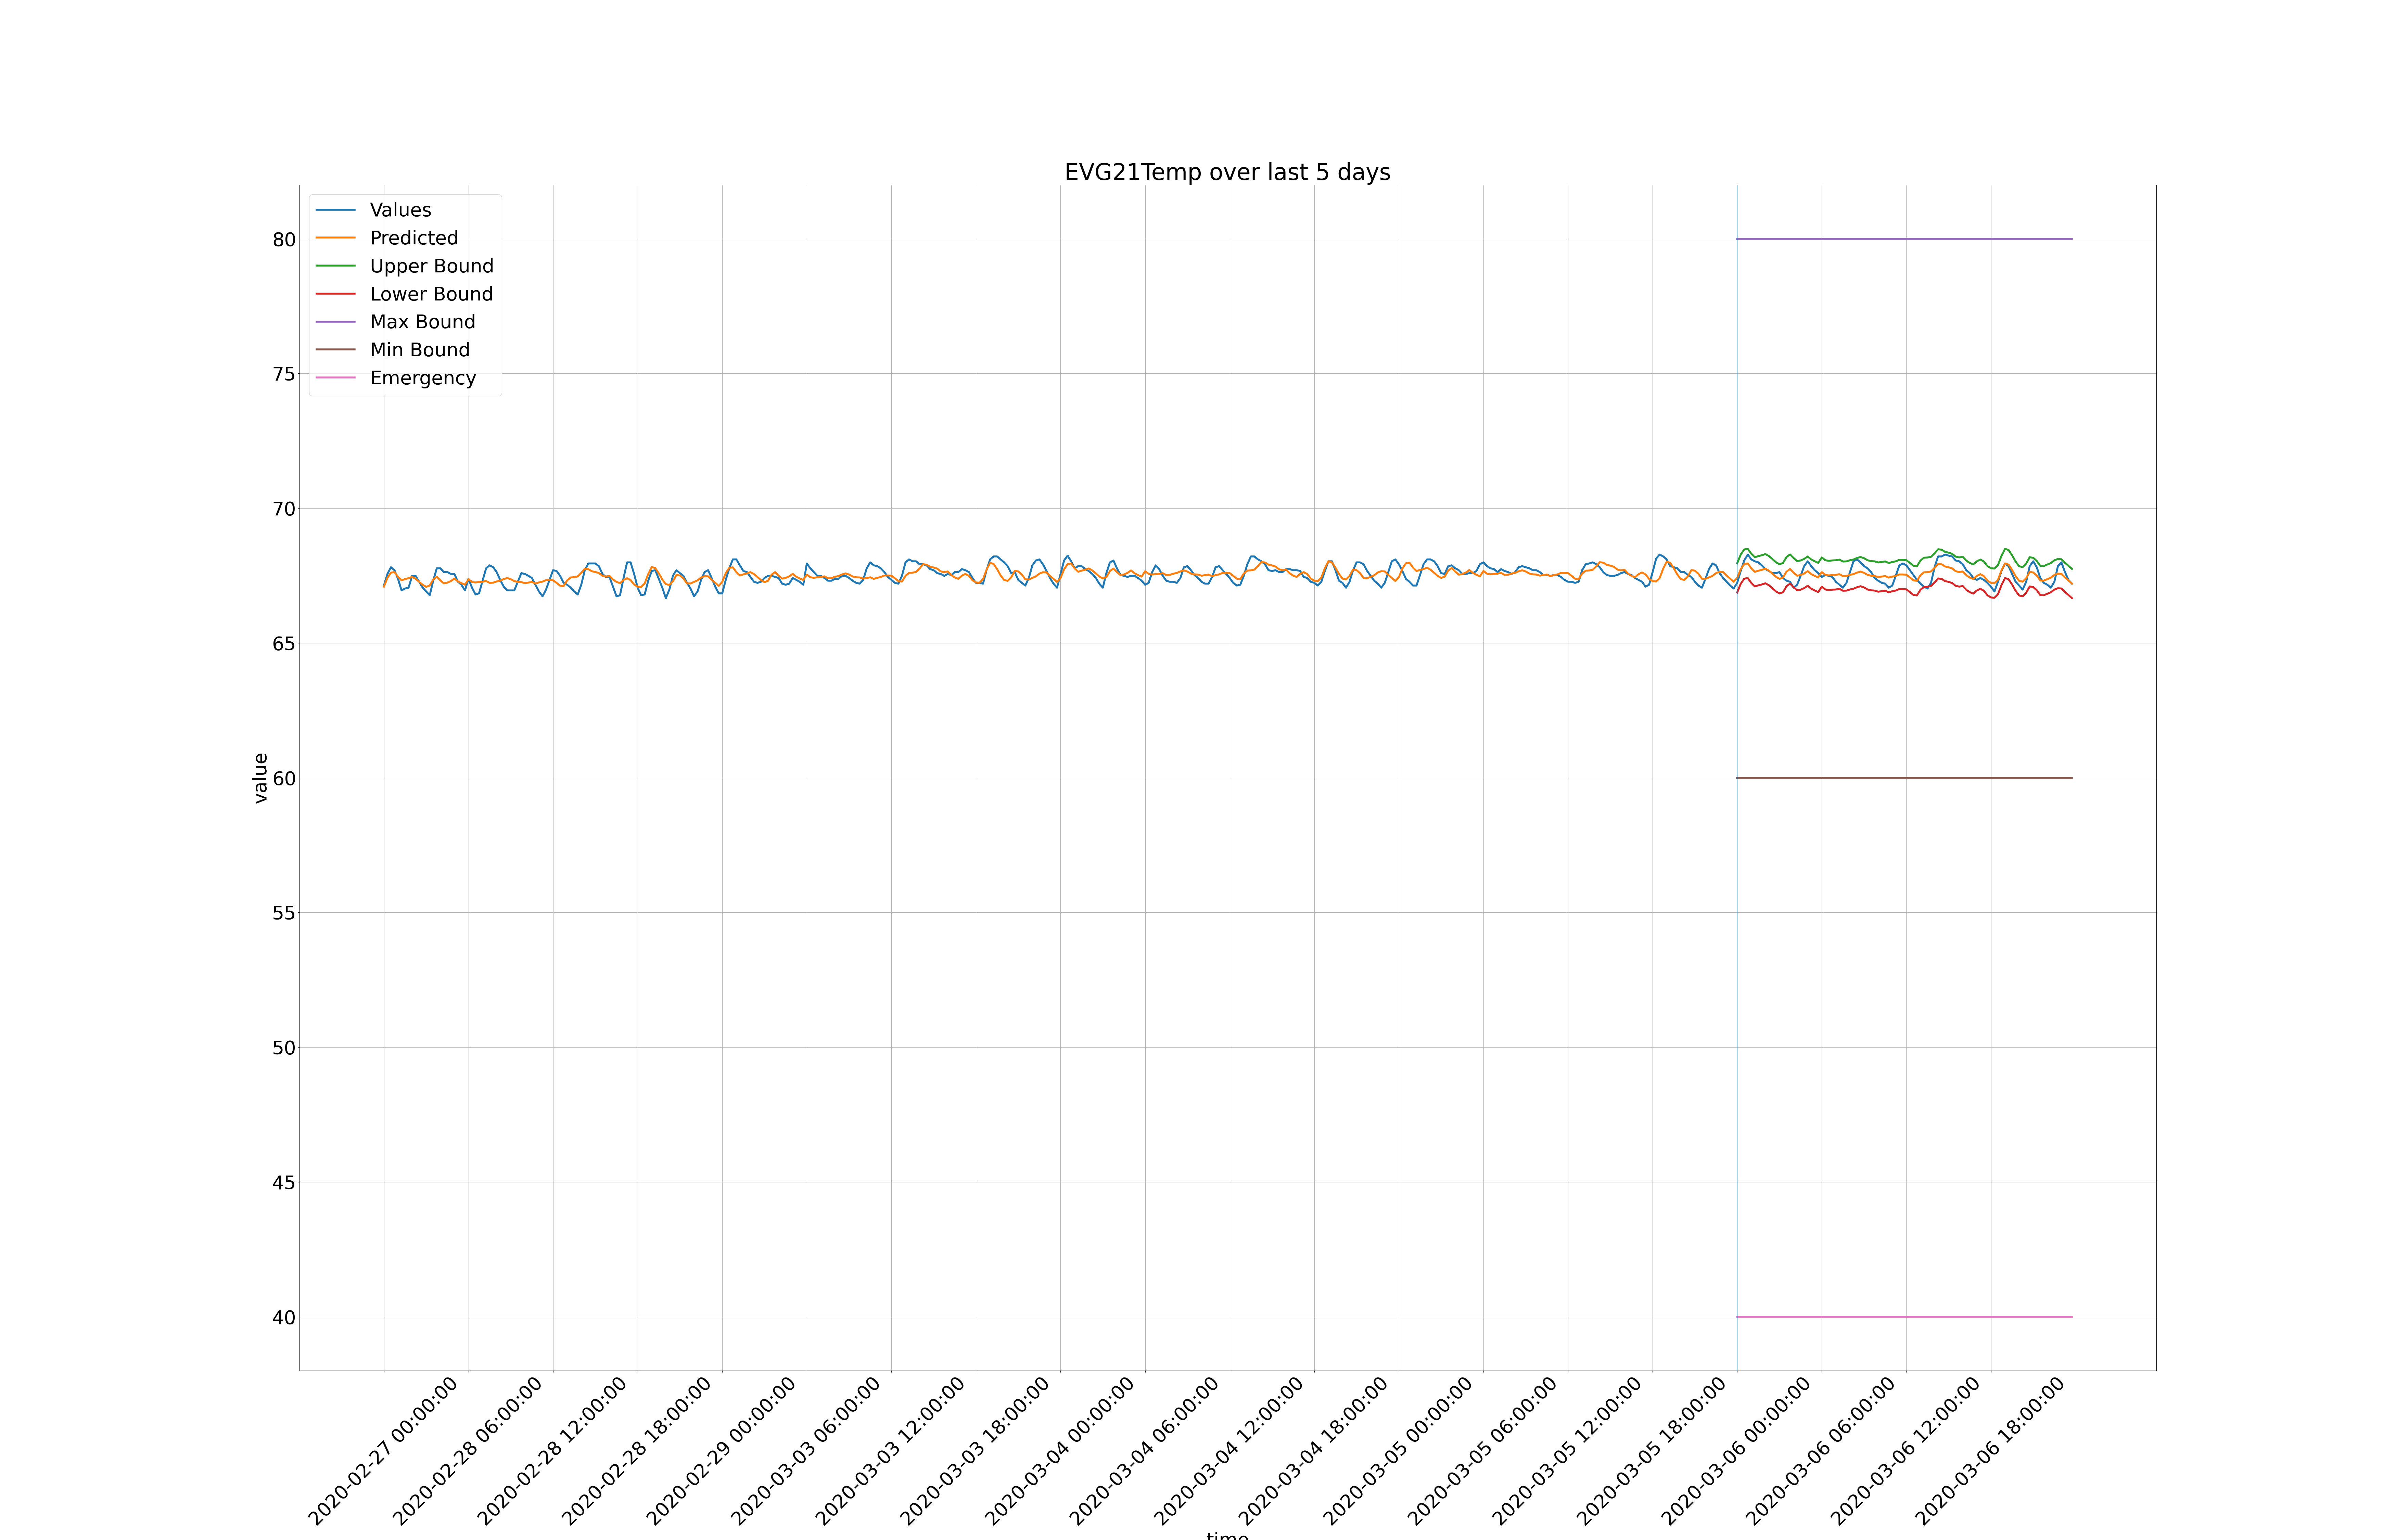 EVG21Temp over last 5 days
Values
Predicted
Upper Bound
Lower Bound
Max Bound
Min Bound
Emergency
80
75
70
65
60
55
50
45
40
value
2020-02-27 00:00:00
2020-02-28 06:00:00
2020-02-28 12:00:00
2020-02-28 18:00:00
2020-02-29 00:00:00
2020-03-03 06:00:00
2020-03-03 12:00:00
2020-03-03 18:00:00
2020-03-04 00:00:00
2020-03-04 06:00:00
2020-03-04 12:00:00
2020-03-04 18:00:00
2020-03-05 00:00:00
2020-03-05 06:00:00
2020-03-05 12:00:00
2020-03-05 18:00:00
2020-03-06 00:00:00
2020-03-06 06:00:00
2020-03-06 12:00:00
2020-03-06 18:00:00
time